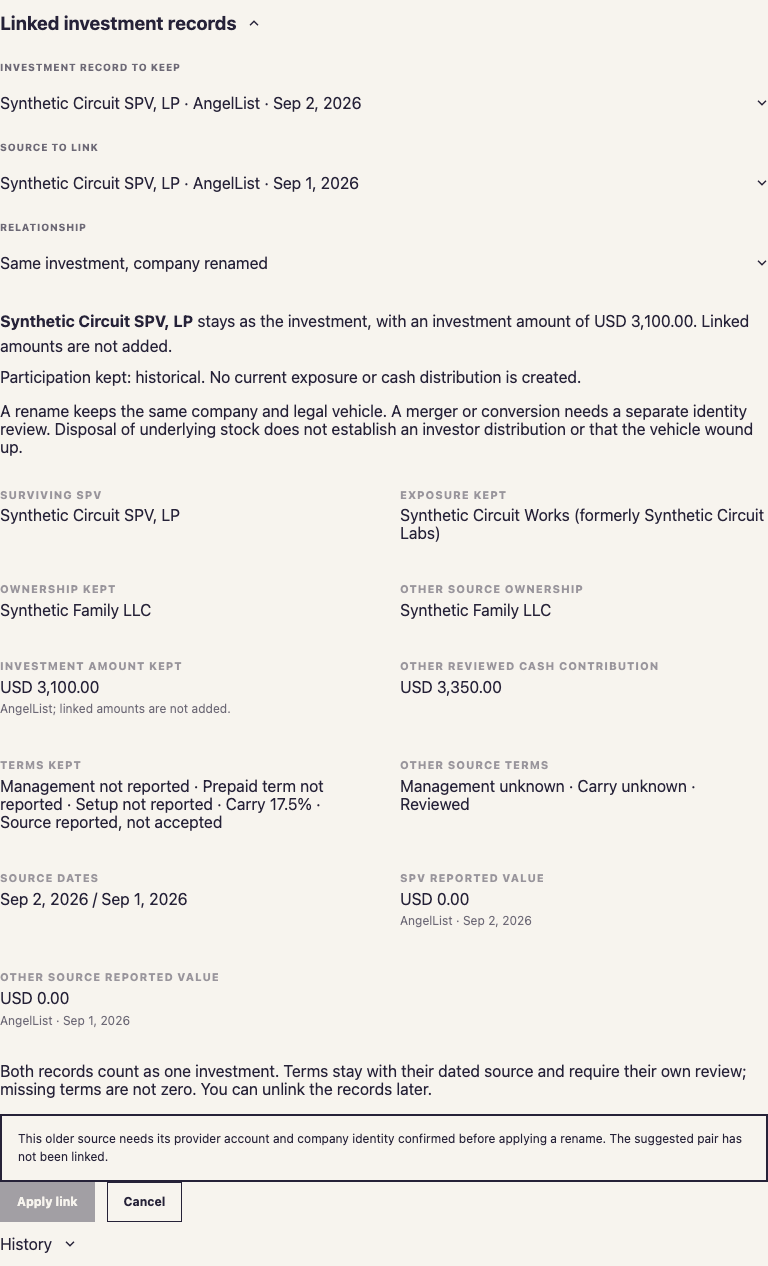 Linked investment records
INVESTMENT RECORD TO KEEP
Synthetic Circuit SPV, LP · AngelList · Sep 2, 2026
SOURCE TO LINK
Synthetic Circuit SPV, LP · AngelList · Sep 1, 2026
RELATIONSHIP
Same investment, company renamed
Synthetic Circuit SPV, LP stays as the investment, with an investment amount of USD 3,100.00. Linked
amounts are not added.
Participation kept: historical. No current exposure or cash distribution is created.
A rename keeps the same company and legal vehicle. A merger or conversion needs a separate identity
review. Disposal of underlying stock does not establish an investor distribution or that the vehicle wound
up.
SURVIVING SPV
Synthetic Circuit SPV, LP
EXPOSURE KEPT
Synthetic Circuit Works (formerly Synthetic Circuit
Labs)
OWNERSHIP KEPT
Synthetic Family LLC
OTHER SOURCE OWNERSHIP
Synthetic Family LLC
INVESTMENT AMOUNT KEPT
USD 3,100.00
AngelList; linked amounts are not added.
OTHER REVIEWED CASH CONTRIBUTION
USD 3,350.00
TERMS KEPT
Management not reported · Prepaid term not
reported · Setup not reported · Carry 17.5% ·
Source reported, not accepted
OTHER SOURCE TERMS
Management unknown · Carry unknown ·
Reviewed
SOURCE DATES
Sep 2, 2026 / Sep 1, 2026
SPV REPORTED VALUE
USD 0.00
AngelList · Sep 2, 2026
OTHER SOURCE REPORTED VALUE
USD 0.00
AngelList · Sep 1, 2026
Both records count as one investment. Terms stay with their dated source and require their own review;
missing terms are not zero. You can unlink the records later.
This older source needs its provider account and company identity confirmed before applying a rename. The suggested pair has
not been linked.
Apply link
Cancel
History